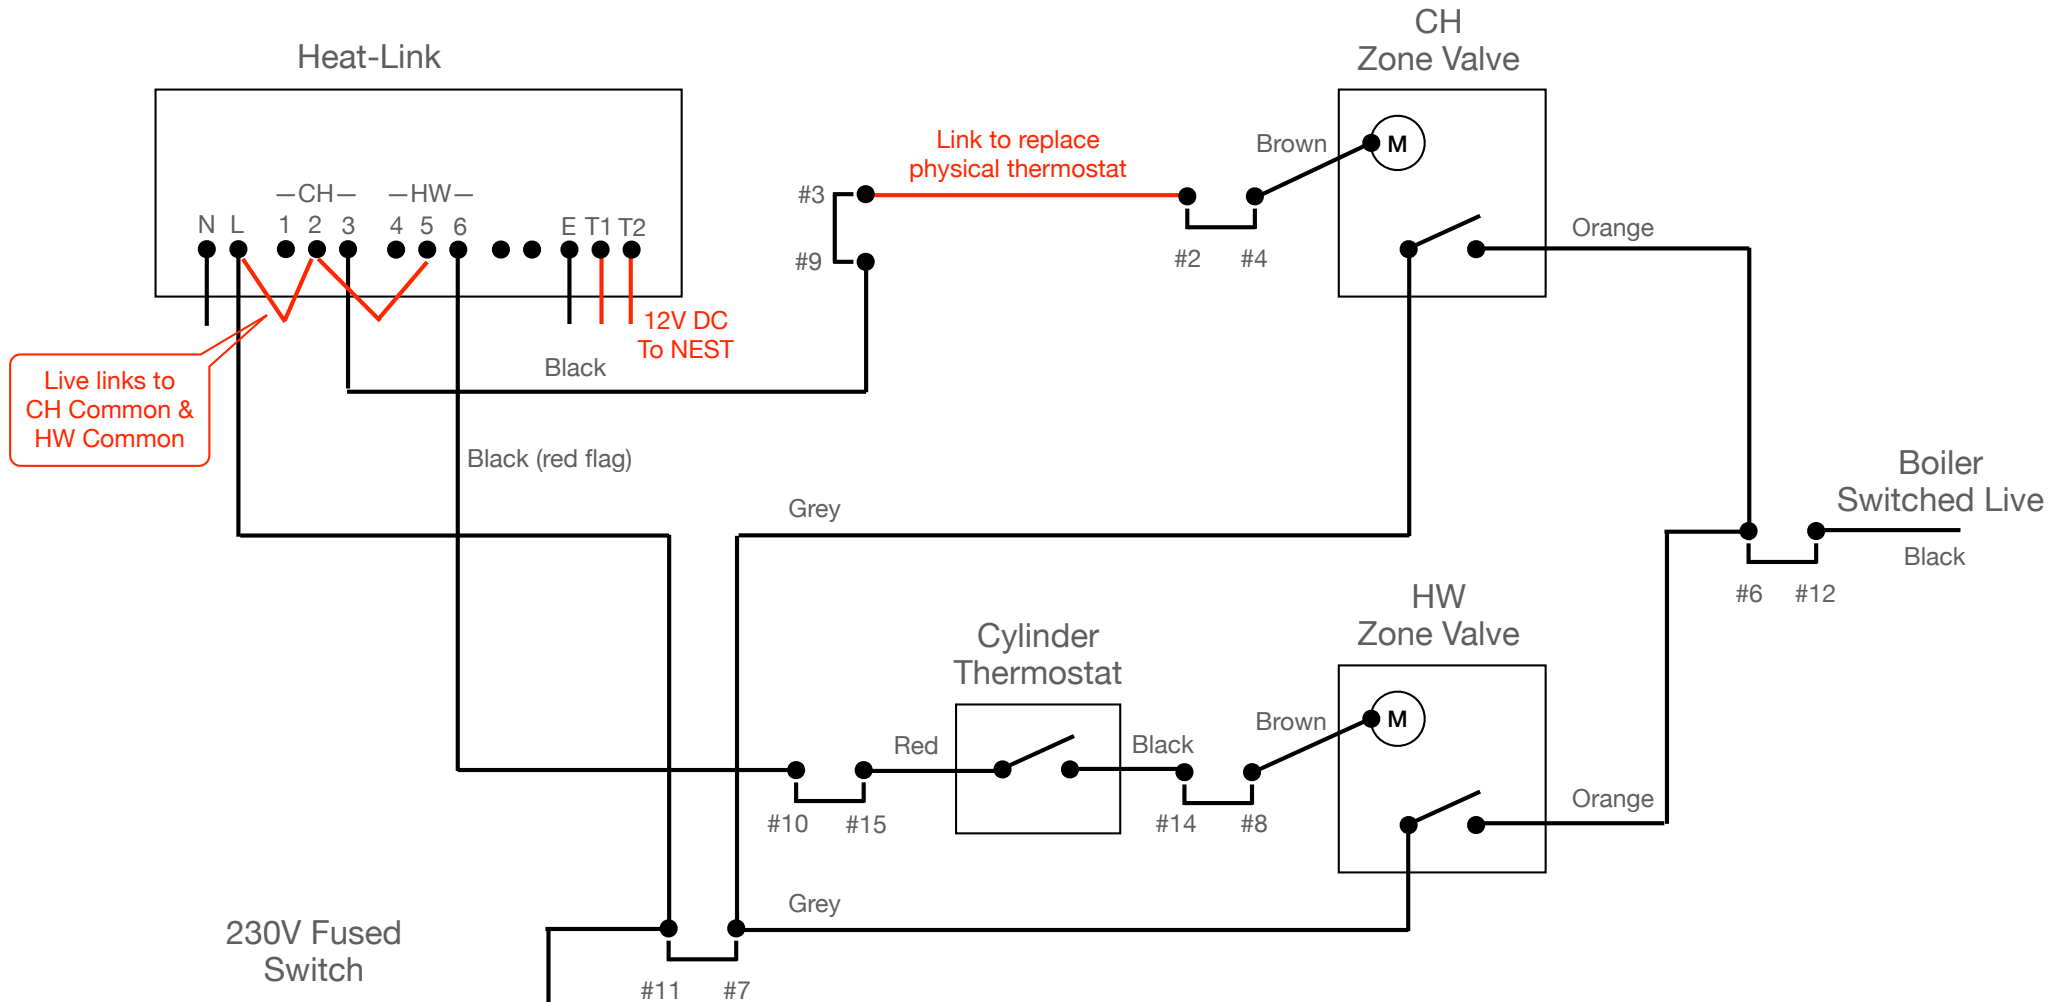 CH
Zone Valve
Heat-Link
Link to replace
physical thermostat
Brown
M
—CH—
—HW—
#3
N L 1 2 3 4 5 6 E T1 T2
Orange
#9
#2 #4
12V DC
To NEST
Black
Live links to
CH Common &
HW Common
Black (red flag)
Boiler
Switched Live
Grey
Black
#6 #12
HW
Zone Valve
Cylinder
Thermostat
Brown
M
Red
Black
Orange
#10 #15
#14 #8
Grey
230V Fused
Switch
#11 #7